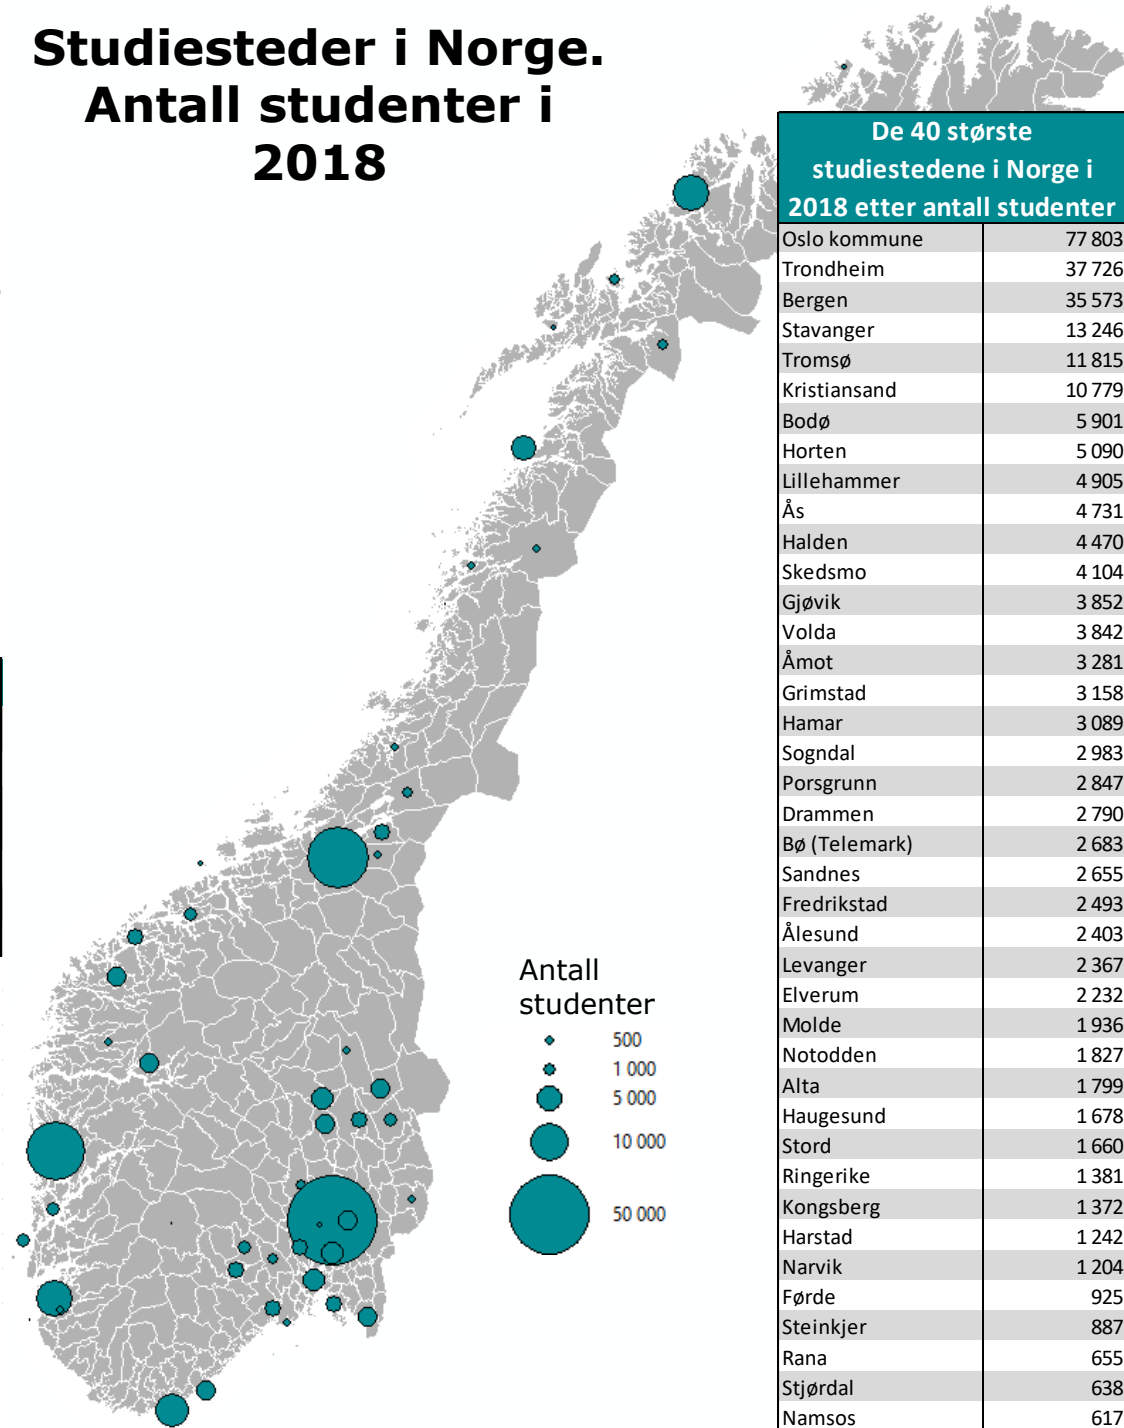 Studiesteder i Norge.
Antall studenter i
2018
De 40 største
studiestedene i Norge i
2018 etter antall studenter
Oslo kommune 77 803
Trondheim 37 726
Bergen 35 573
Stavanger 13 246
Tromsø 11 815
Kristiansand 10 779
Bodø 5 901
Horten 5 090
Lillehammer 4 905
Ås 4 731
Halden 4 470
Skedsmo 4 104
Gjøvik 3 852
Volda 3 842
Åmot 3 281
Grimstad 3 158
Hamar 3 089
Sogndal 2 983
Porsgrunn 2 847
Drammen 2 790
Bø (Telemark) 2 683
Sandnes 2 655
Fredrikstad 2 493
Ålesund 2 403
Levanger 2 367
Elverum 2 232
Molde 1 936
Notodden 1 827
Alta 1 799
Haugesund 1 678
Stord 1 660
Ringerike 1 381
Kongsberg 1 372
Harstad 1 242
Narvik 1 204
Førde 925
Steinkjer 887
Rana 655
Stjørdal 638
Namsos 617
Antall
studenter
500
1 000
5 000
10 000
50 000